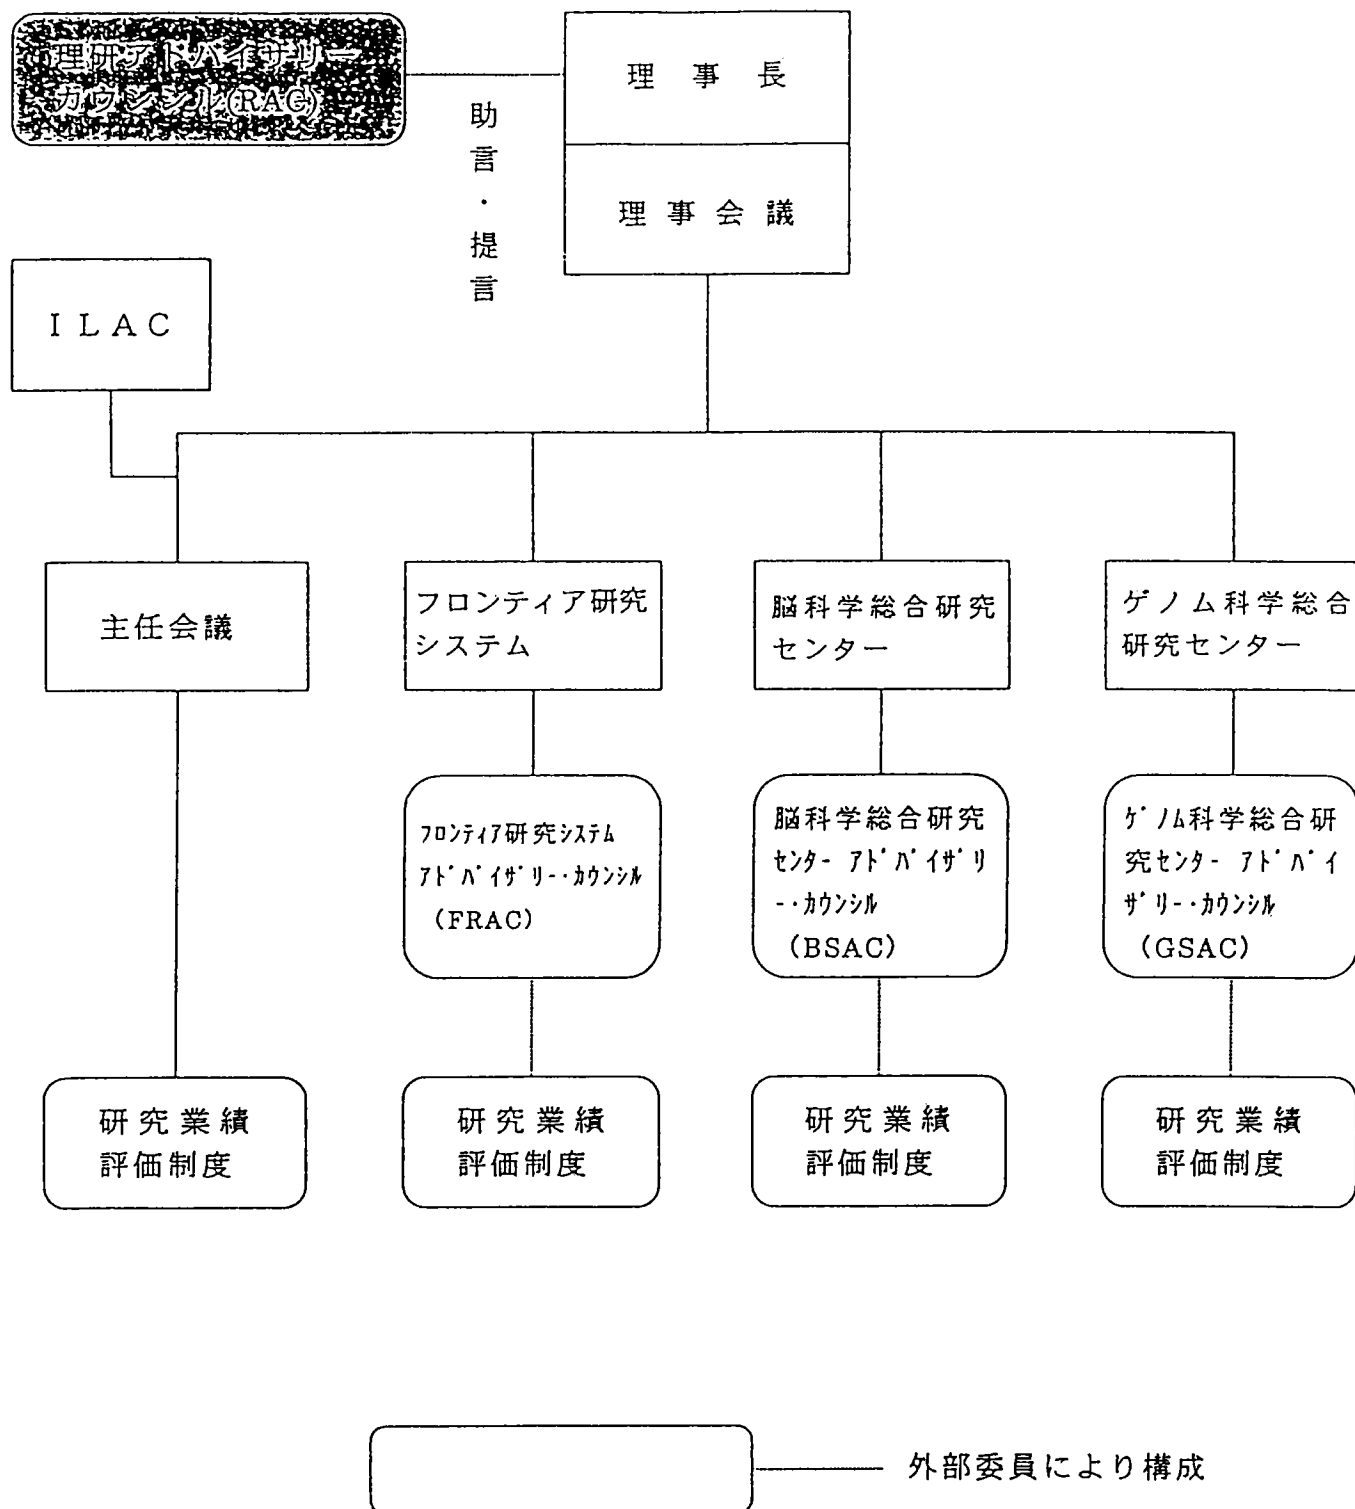 理研アドバイザリー
カウンシル(RAC)
理事長
助言・提言
理事会議
ILAC
主任会議
フロンティア研究
システム
脳科学総合研究
センター
ゲノム科学総合
研究センター
フロンティア研究システム
アドバイザリー・カウンシル
(FRAC)
脳科学総合研究
センター アドバイザリ
ー・カウンシル
(BSAC)
ゲノム科学総合研
究センター アドバイ
ザリー・カウンシル
(GSAC)
研究業績
評価制度
研究業績
評価制度
研究業績
評価制度
研究業績
評価制度
外部委員により構成